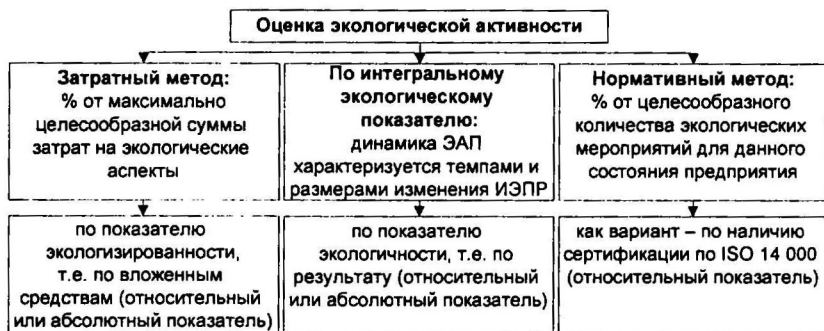 Оценка экологической активности
Затратный метод:
% от максимально
целесообразной суммы
затрат на экологические
аспекты
По интегральному
экологическому
показателю:
динамика ЭАП
характеризуется темпами и
размерами изменения ИЭПР
Нормативный метод:
% от целесообразного
количества экологических
мероприятий для данного
состояния предприятия
по показателю
экологизированности,
т.е. по вложенным
средствам (относительный
или абсолютный показатель)
по показателю
экологичности, т.е. по
результату (относительный
или абсолютный показатель)
как вариант – по наличию
сертификации по ISO 14 000
(относительный показатель)